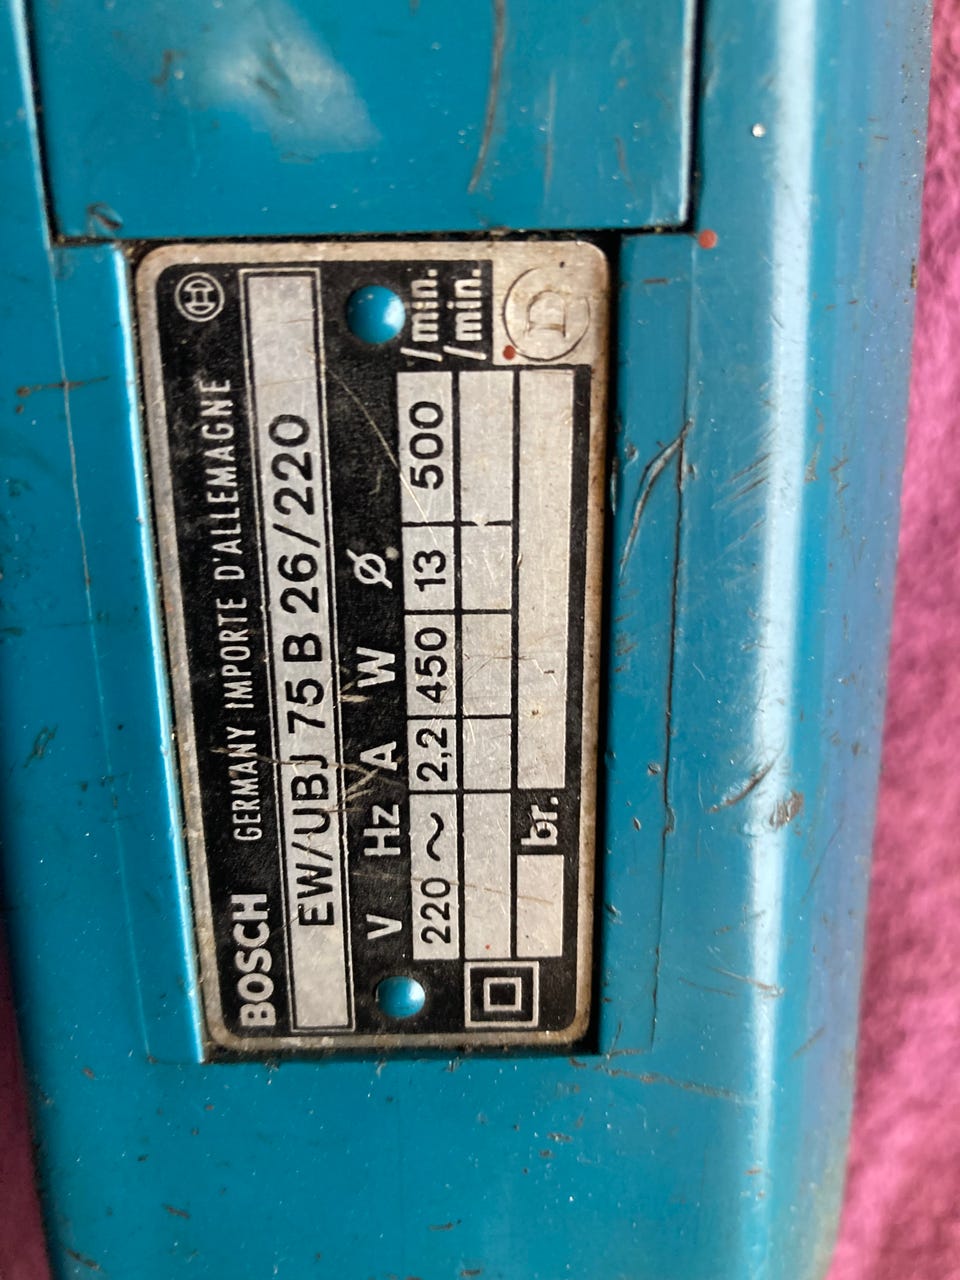 BOSCH GERMANY IMPORTE D'ALLEMAGNE
EW/UBJ 75 B 26/220
V Hz A W Ø
220 ~ 2,2 450 13 500 /min.
/min.
br.
D